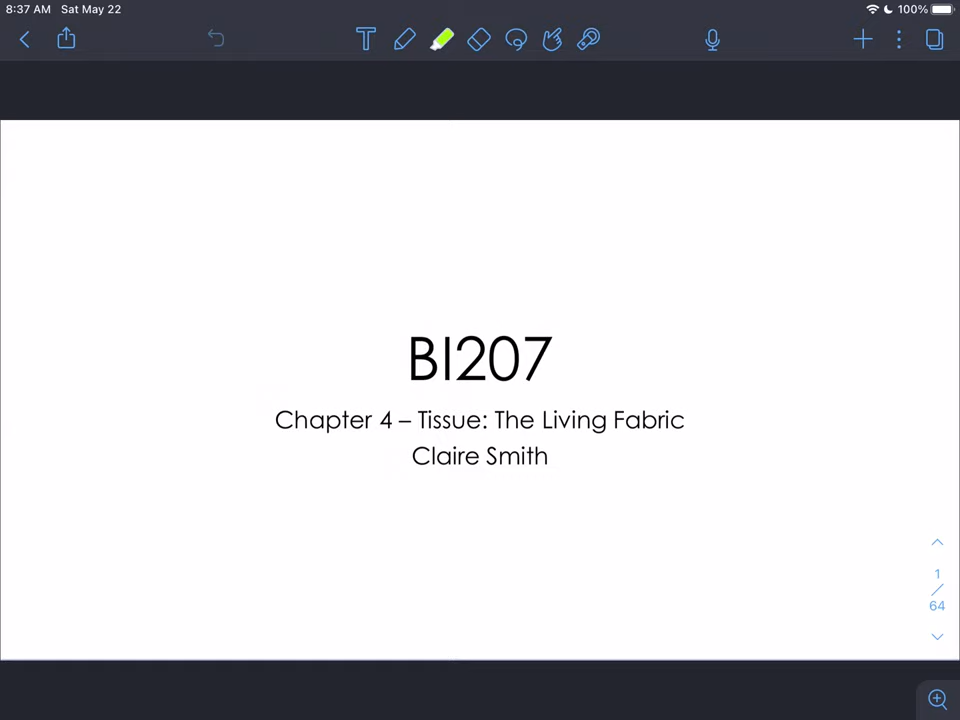 8:37 AM Sat May 22
100%
BI207
Chapter 4 – Tissue: The Living Fabric
Claire Smith
1
/
64